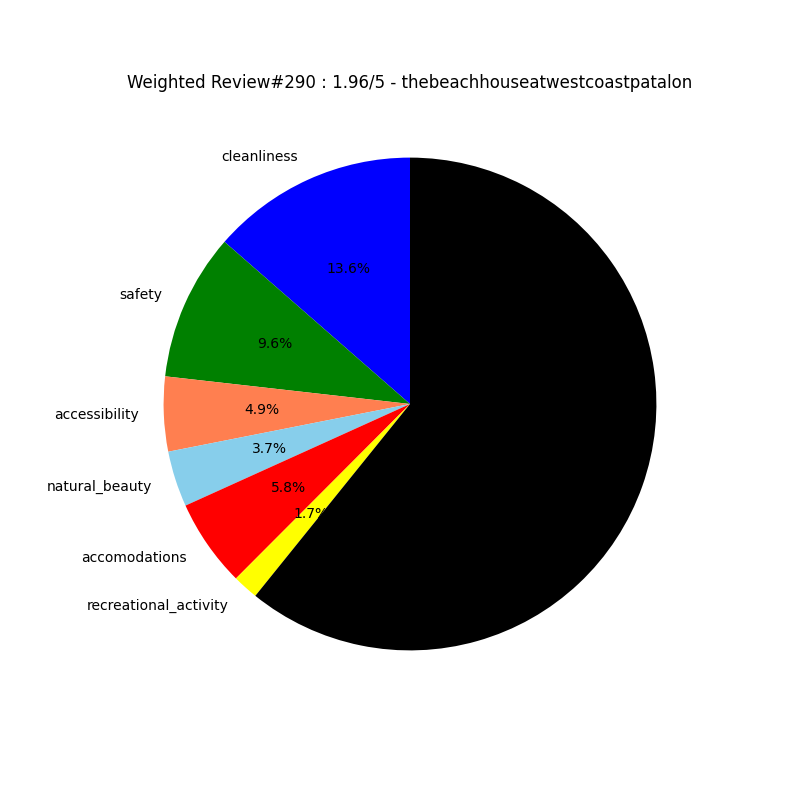 Weighted Review#290 : 1.96/5 - thebeachhouseatwestcoastpatalon
cleanliness
13.6%
safety
9.6%
accessibility
4.9%
natural_beauty
3.7%
accomodations
5.8%
recreational_activity
1.7%